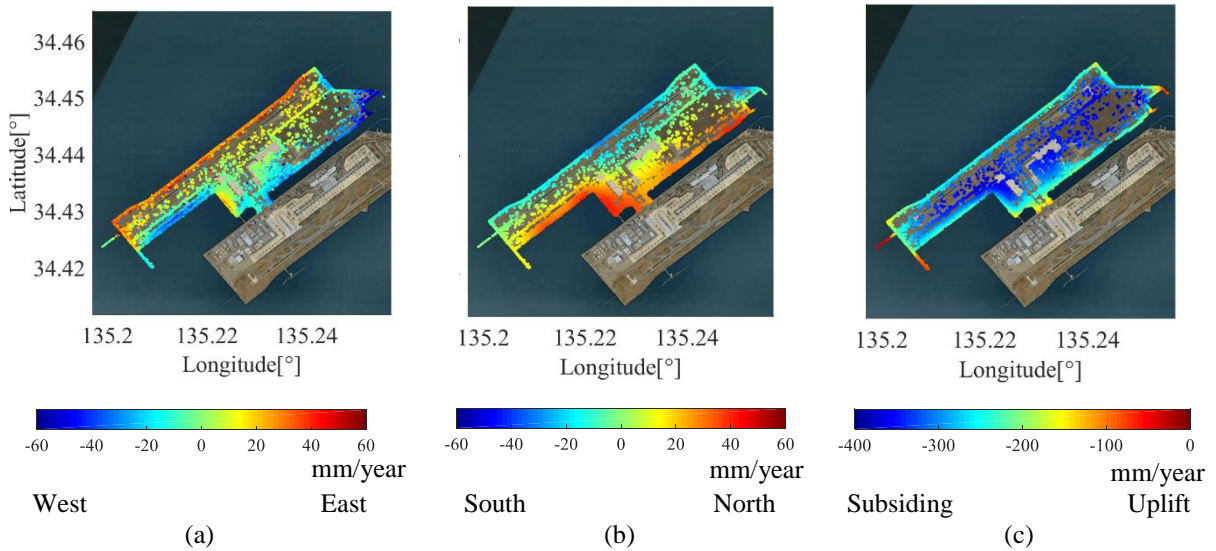 34.46
34.45
34.44
34.43
34.42
Latitude[°]
135.2 135.22 135.24
Longitude[°]
135.2 135.22 135.24
Longitude[°]
135.2 135.22 135.24
Longitude[°]
-60 -40 -20 0 20 40 60
mm/year
West East
(a)
-60 -40 -20 0 20 40 60
mm/year
South North
(b)
-400 -300 -200 -100 0
mm/year
Subsiding Uplift
(c)